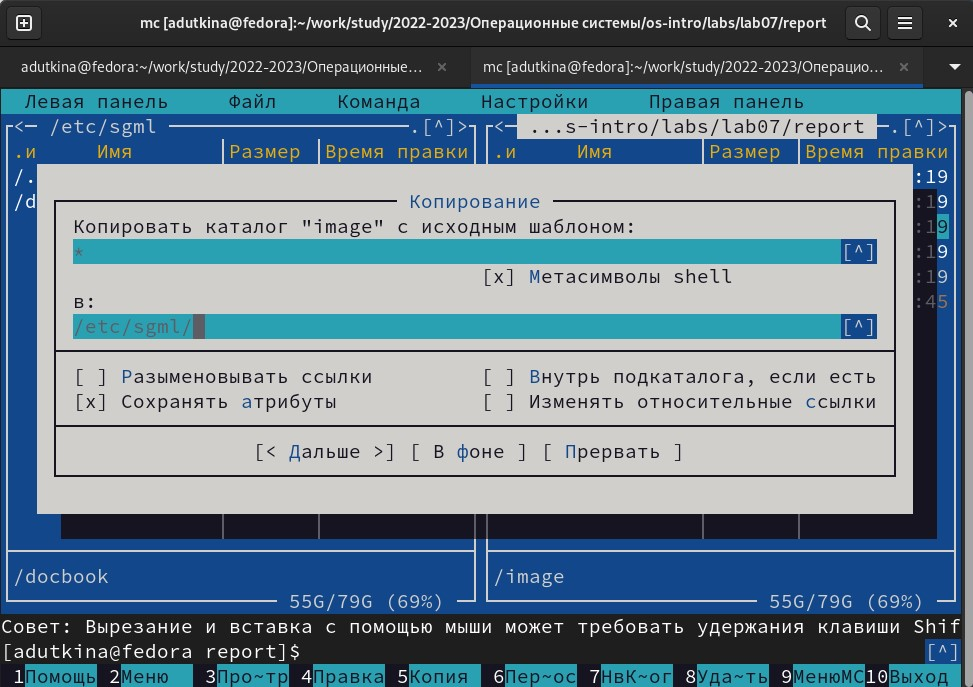 mc [adutkina@fedora]:~/work/study/2022-2023/Операционные системы/os-intro/labs/lab07/report
adutkina@fedora:~/work/study/2022-2023/Операционные… × mc [adutkina@fedora]:~/work/study/2022-2023/Операцио… ×
Левая панель Файл Команда Настройки Правая панель
<— /etc/sgml .[^]> <— ...s-intro/labs/lab07/report .[^]>
.и Имя Размер Время правки .и Имя Размер Время правки
/. :19
/d :19
Копирование
Копировать каталог "image" с исходным шаблоном: :19
* [^] :19
[x] Метасимволы shell :19
в: :45
/etc/sgml/ [^]
[ ] Разыменовывать ссылки [ ] Внутрь подкаталога, если есть
[x] Сохранять атрибуты [ ] Изменять относительные ссылки
[< Дальше >] [ В фоне ] [ Прервать ]
/docbook /image
55G/79G (69%) 55G/79G (69%)
Совет: Вырезание и вставка с помощью мыши может требовать удержания клавиши Shif
[adutkina@fedora report]$ [^]
1Помощь 2Меню 3Про~тр 4Правка 5Копия 6Пер~ос 7НвК~ог 8Уда~ть 9МенюMC 10Выход